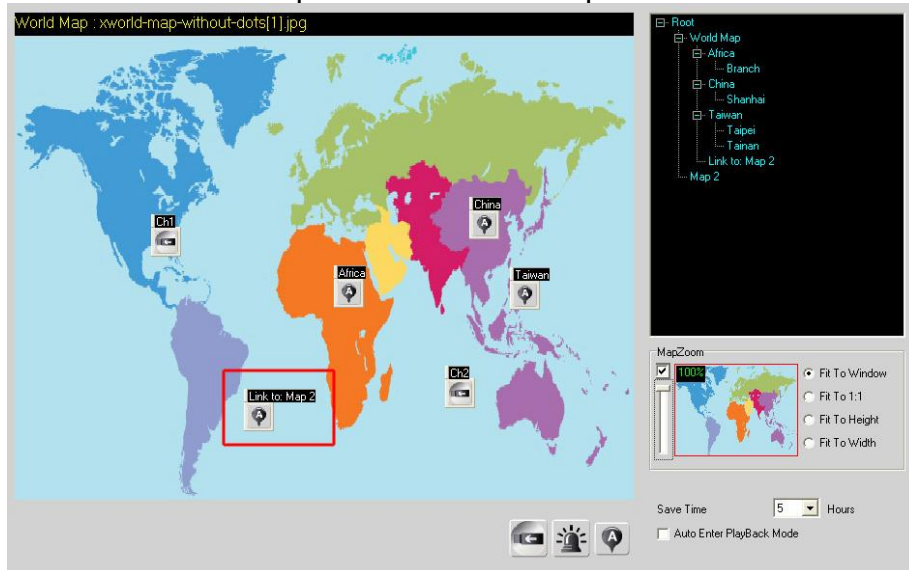 World Map : xworld-map-without-dots[1].jpg
Ch1
China
Africa
Taiwan
Ch2
Link to: Map 2
Root
World Map
Africa
Branch
China
Shanhai
Taiwan
Taipei
Tainan
Link to: Map 2
Map 2
MapZoom
100%
Fit To Window
Fit To 1:1
Fit To Height
Fit To Width
Save Time 5 Hours
Auto Enter PlayBack Mode
A